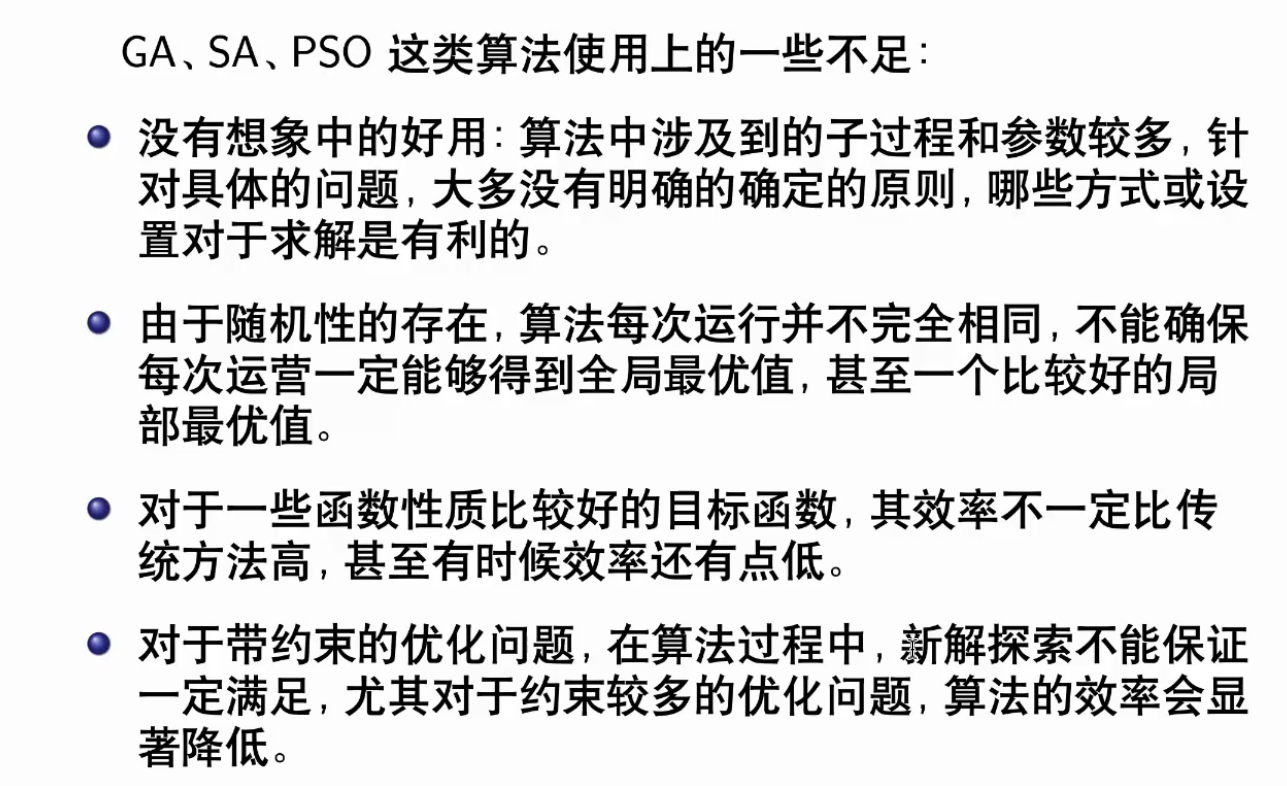 GA、SA、PSO 这类算法使用上的一些不足：
没有想象中的好用：算法中涉及到的子过程和参数较多，针
对具体的问题，大多没有明确的确定的原则，哪些方式或设
置对于求解是有利的。
由于随机性的存在，算法每次运行并不完全相同，不能确保
每次运营一定能够得到全局最优值，甚至一个比较好的局
部最优值。
对于一些函数性质比较好的目标函数，其效率不一定比传
统方法高，甚至有时候效率还有点低。
对于带约束的优化问题，在算法过程中，新解探索不能保证
一定满足，尤其对于约束较多的优化问题，算法的效率会显
著降低。